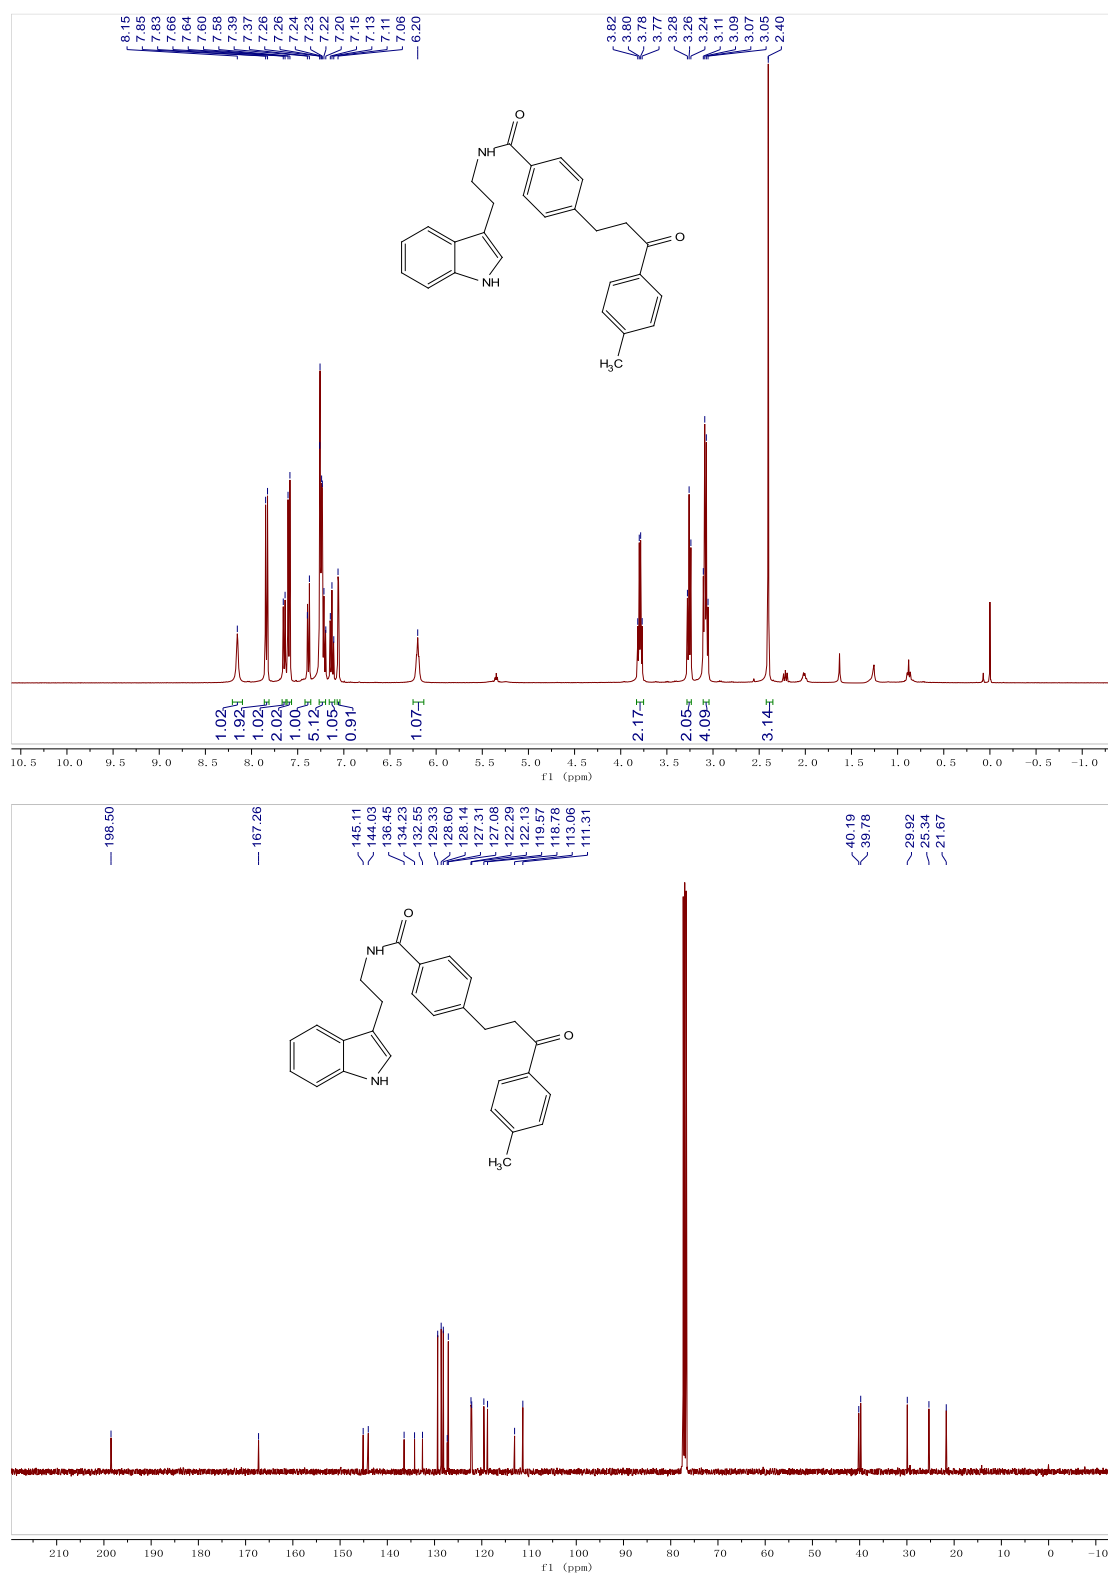 8.15 7.85 7.83 7.66 7.64 7.60 7.58 7.39 7.37 7.26 7.26 7.24 7.23 7.22 7.20 7.15 7.13 7.11 7.06 6.20 3.82 3.80 3.78 3.77 3.28 3.26 3.24 3.11 3.09 3.07 3.05 2.40
O
NH
O
NH
H3C
1.02 1.92 1.02 2.02 1.00 5.12 1.05 0.91 1.07 2.17 2.05 4.09 3.14
10.5 10.0 9.5 9.0 8.5 8.0 7.5 7.0 6.5 6.0 5.5 5.0 4.5 4.0 3.5 3.0 2.5 2.0 1.5 1.0 0.5 0.0 -0.5 -1.0
f1 (ppm)
198.50 167.26 145.11 144.03 136.45 134.23 132.55 129.33 128.60 128.14 127.31 127.08 122.29 122.13 119.57 118.78 113.06 111.31 40.19 39.78 29.92 25.34 21.67
O
NH
O
NH
H3C
210 200 190 180 170 160 150 140 130 120 110 100 90 80 70 60 50 40 30 20 10 0 -10
f1 (ppm)